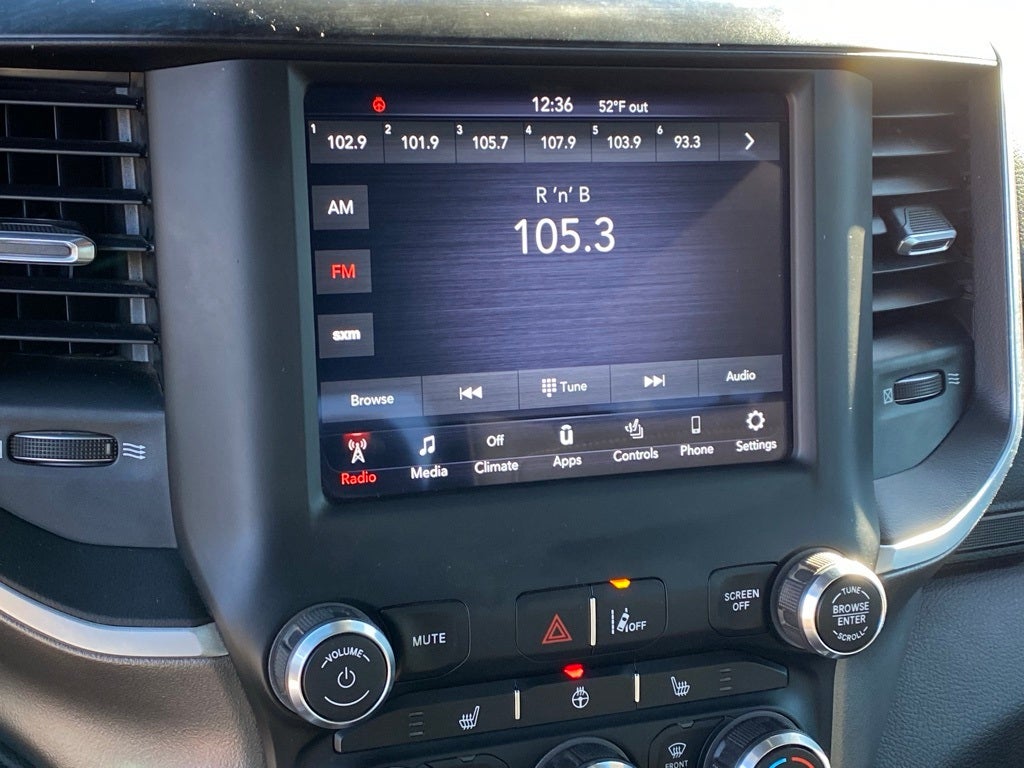 12:36 52°F out
1 102.9 2 101.9 3 105.7 4 107.9 5 103.9 6 93.3
R 'n' B
105.3
AM
FM
sxm
Browse Tune Audio
Off
Radio Media Climate Apps Controls Phone Settings
VOLUME
MUTE
OFF
SCREEN
OFF
TUNE
BROWSE
ENTER
SCROLL
FRONT